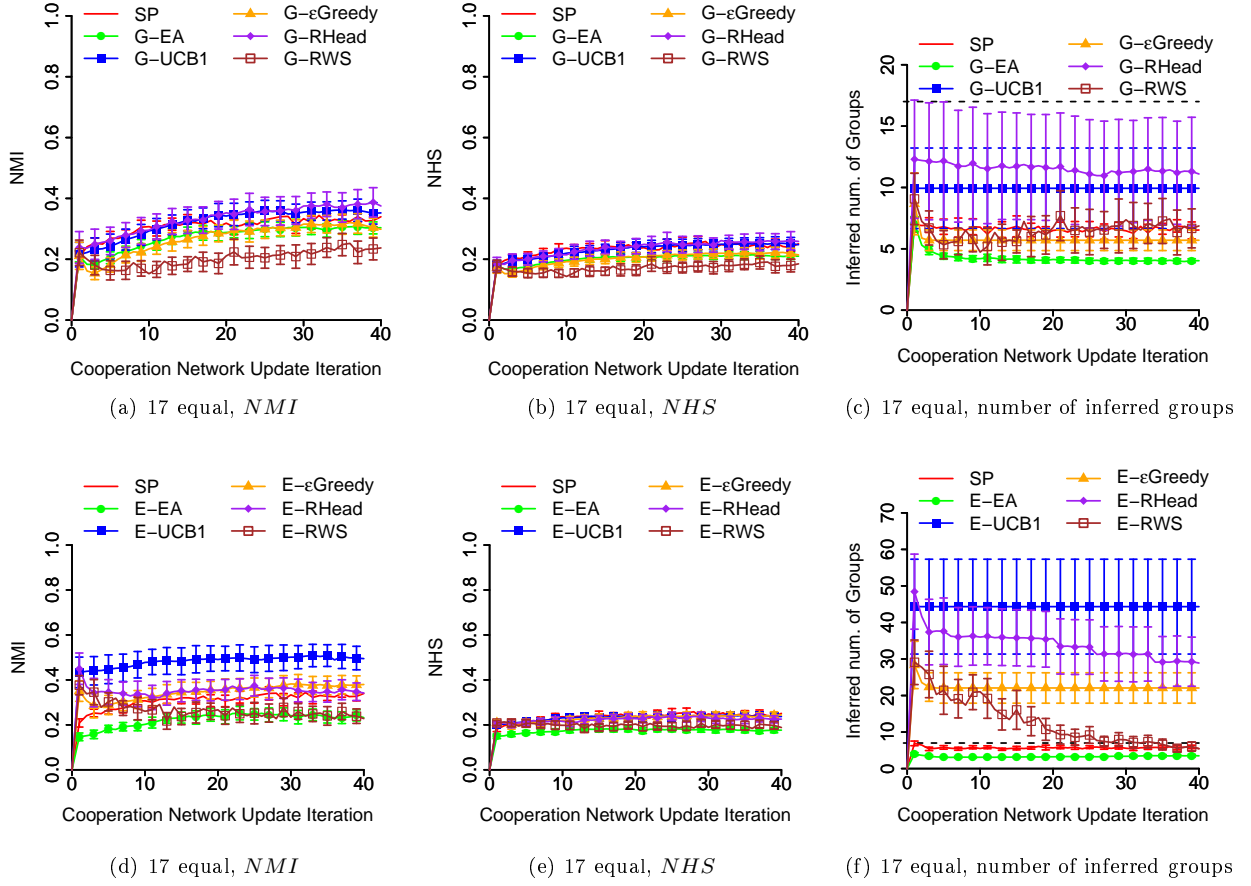 SP
G−EA
G−UCB1
G−εGreedy
G−RHead
G−RWS
NMI
0.0 0.2 0.4 0.6 0.8 1.0
0 10 20 30 40
Cooperation Network Update Iteration
(a) 17 equal, NMI
SP
G−EA
G−UCB1
G−εGreedy
G−RHead
G−RWS
NHS
0.0 0.2 0.4 0.6 0.8 1.0
0 10 20 30 40
Cooperation Network Update Iteration
(b) 17 equal, NHS
SP
G−EA
G−UCB1
G−εGreedy
G−RHead
G−RWS
Inferred num. of Groups
0 5 10 15 20
0 10 20 30 40
Cooperation Network Update Iteration
(c) 17 equal, number of inferred groups
SP
E−EA
E−UCB1
E−εGreedy
E−RHead
E−RWS
NMI
0.0 0.2 0.4 0.6 0.8 1.0
0 10 20 30 40
Cooperation Network Update Iteration
(d) 17 equal, NMI
SP
E−EA
E−UCB1
E−εGreedy
E−RHead
E−RWS
NHS
0.0 0.2 0.4 0.6 0.8 1.0
0 10 20 30 40
Cooperation Network Update Iteration
(e) 17 equal, NHS
SP
E−EA
E−UCB1
E−εGreedy
E−RHead
E−RWS
Inferred num. of Groups
0 10 20 30 40 50 60 70
0 10 20 30 40
Cooperation Network Update Iteration
(f) 17 equal, number of inferred groups